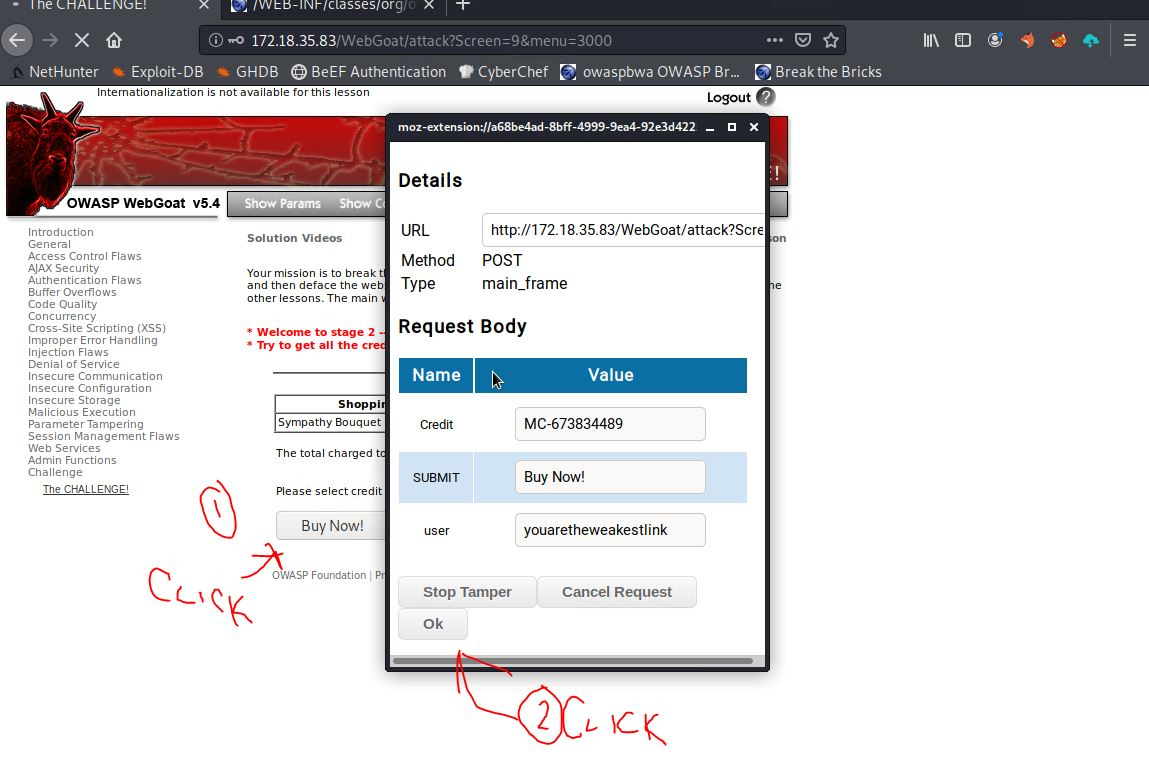 The CHALLENGE!
/WEB-INF/classes/org/o
172.18.35.83/WebGoat/attack?Screen=9&menu=3000
NetHunter Exploit-DB GHDB BeEF Authentication CyberChef owaspbwa OWASP Br... Break the Bricks
Internationalization is not available for this lesson
Logout ?
OWASP WebGoat v5.4
Show Params
Introduction
General
Access Control Flaws
AJAX Security
Authentication Flaws
Buffer Overflows
Code Quality
Concurrency
Cross-Site Scripting (XSS)
Improper Error Handling
Injection Flaws
Denial of Service
Insecure Communication
Insecure Configuration
Insecure Storage
Malicious Execution
Parameter Tampering
Session Management Flaws
Web Services
Admin Functions
Challenge
The CHALLENGE!
Solution Videos
Your mission is to break
and then deface the
other lessons. The main
* Welcome to stage 2 --
* Try to get all the
Sympathy Bouquet
The total charged to
Please select credit
Buy Now!
OWASP Foundation |
moz-extension://a68be4ad-8bff-4999-9ea4-92e3d422
Details
URL http://172.18.35.83/WebGoat/attack?Scre
Method POST
Type main_frame
Request Body
Name Value
Credit MC-673834489
SUBMIT Buy Now!
user youaretheweakestlink
Stop Tamper Cancel Request
Ok
1
CLICK
2 CLICK